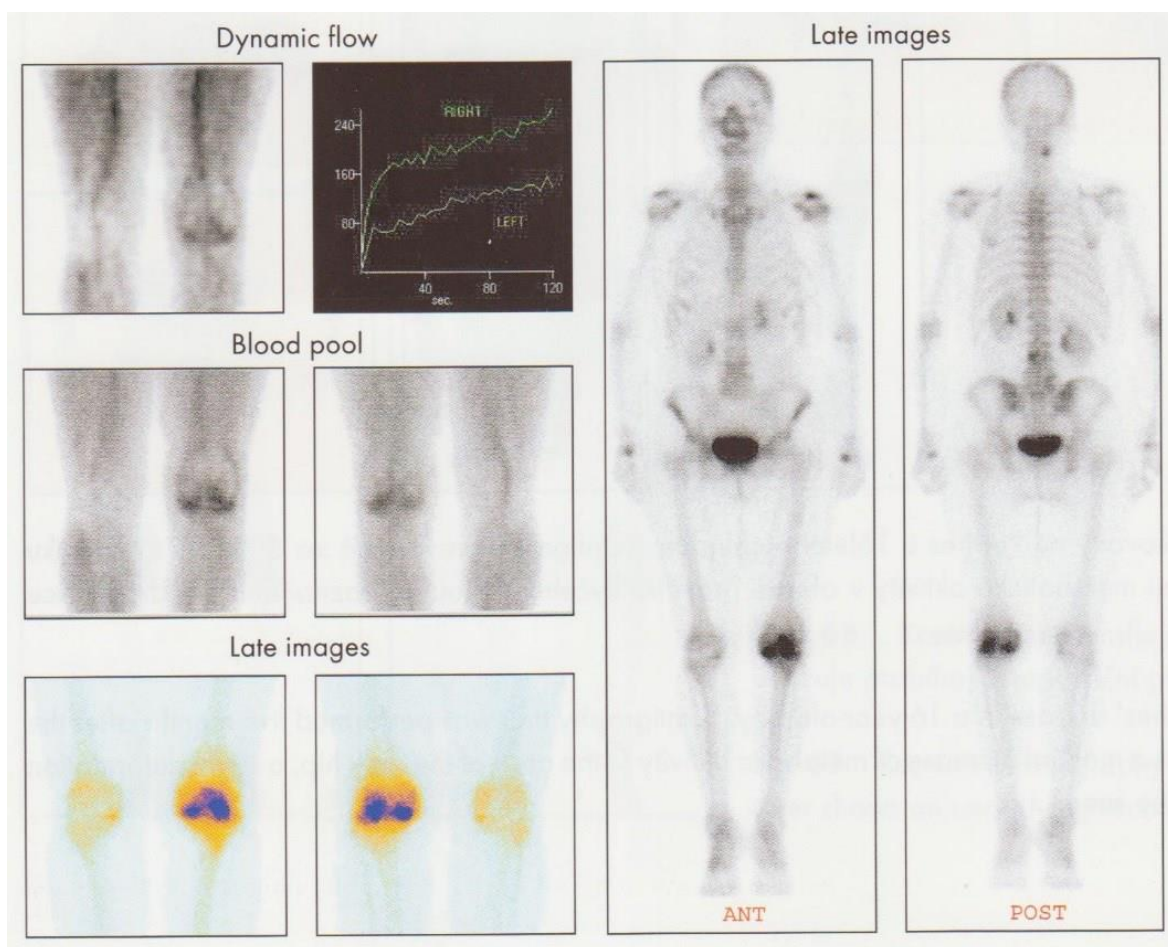 Dynamic flow
Late images
240
160
80
RIGHT
LEFT
40
80
120
sec.
Blood pool
Late images
ANT
POST